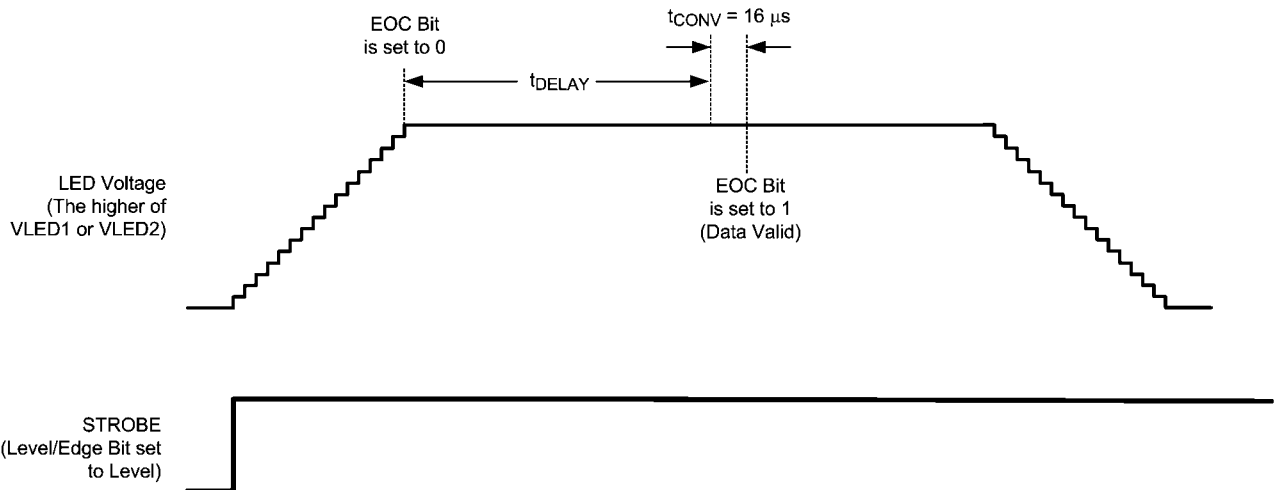 EOC Bit
is set to 0
tCONV = 16 μs
tDELAY
LED Voltage
(The higher of
VLED1 or VLED2)
EOC Bit
is set to 1
(Data Valid)
STROBE
(Level/Edge Bit set
to Level)